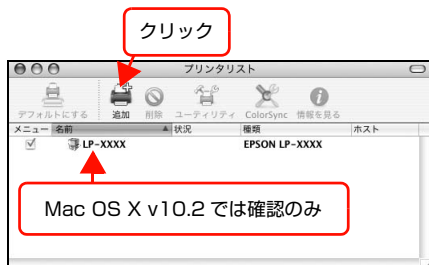 クリック
プリンタリスト
デフォルトにする 追加 削除 ユーティリティ ColorSync 情報を見る
メニュー 名前 状況 種類 ホスト
LP-XXXX EPSON LP-XXXX
Mac OS X v10.2 では確認のみ